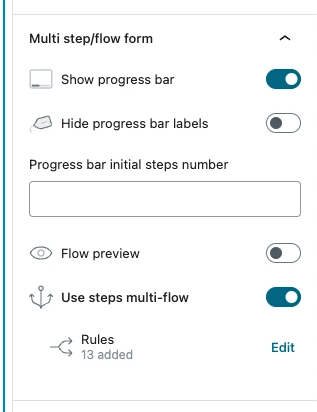 Multi step/flow form
Show progress bar
Hide progress bar labels
Progress bar initial steps number
Flow preview
Use steps multi-flow
Rules
13 added
Edit